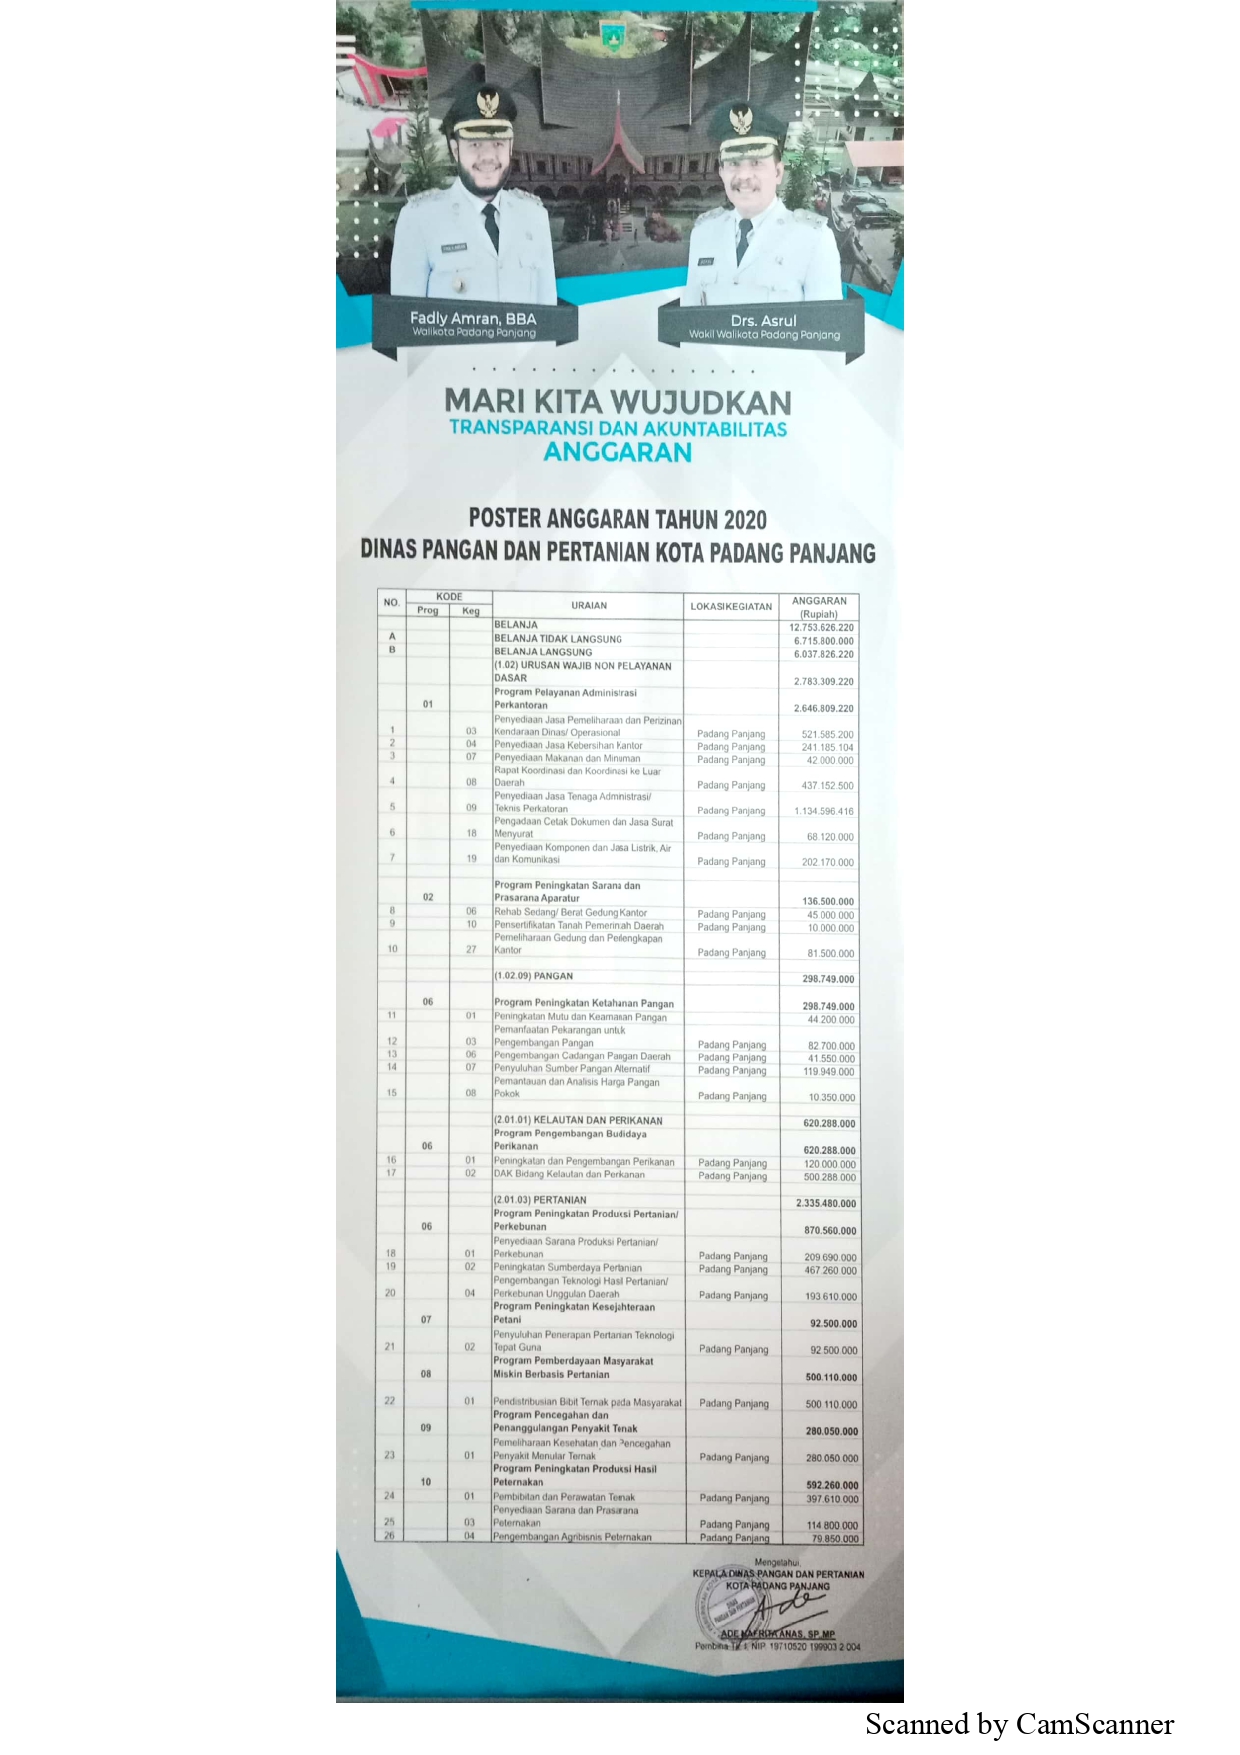 Fadly Amran, BBA
Walikota Padang Panjang
Drs. Asrul
Wakil Walikota Padang Panjang
MARI KITA WUJUDKAN
TRANSPARANSI DAN AKUNTABILITAS
ANGGARAN
POSTER ANGGARAN TAHUN 2020
DINAS PANGAN DAN PERTANIAN KOTA PADANG PANJANG
NO. KODE URAIAN LOKASI KEGIATAN ANGGARAN
Prog Keg (Rupiah)
BELANJA 12.753.626.220
A BELANJA TIDAK LANGSUNG 6.715.800.000
B BELANJA LANGSUNG 6.037.826.220
(1.02) URUSAN WAJIB NON PELAYANAN
DASAR 2.783.309.220
Program Pelayanan Administrasi
01 Perkantoran 2.646.809.220
Penyediaan Jasa Pemeliharaan dan Perizinan
1 03 Kendaraan Dinas/ Operasional Padang Panjang 521.585.200
2 04 Penyediaan Jasa Kebersihan Kantor Padang Panjang 241.185.104
3 07 Penyediaan Makanan dan Minuman Padang Panjang 42.000.000
Rapat Koordinasi dan Koordinasi ke Luar
4 08 Daerah Padang Panjang 437.152.500
Penyediaan Jasa Tenaga Admnistrasi/
5 09 Teknis Perkatoran Padang Panjang 1.134.596.416
Pengadaan Cetak Dokumen dan Jasa Surat
6 18 Menyurat Padang Panjang 68.120.000
Penyediaan Komponen dan Jasa Listrik, Air
7 19 dan Komunikasi Padang Panjang 202.170.000
Program Peningkatan Sarana dan
02 Prasarana Aparatur 136.500.000
8 06 Rehab Sedang/ Berat Gedung Kantor Padang Panjang 45.000.000
9 10 Pensertifikatan Tanah Pemerintah Daerah Padang Panjang 10.000.000
Pemeliharaan Gedung dan Perlengkapan
10 27 Kantor Padang Panjang 81.500.000
(1.02.09) PANGAN 298.749.000
06 Program Peningkatan Ketahanan Pangan 298.749.000
11 01 Peningkatan Mutu dan Keamanan Pangan 44.200.000
Pemanfaatan Pekarangan untuk
12 03 Pengembangan Pangan Padang Panjang 82.700.000
13 06 Pengembangan Cadangan Pangan Daerah Padang Panjang 41.550.000
14 07 Penyuluhan Sumber Pangan Alternatif Padang Panjang 119.949.000
Pemantauan dan Analisis Harga Pangan
15 08 Pokok Padang Panjang 10.350.000
(2.01.01) KELAUTAN DAN PERIKANAN 620.288.000
Program Pengembangan Budidaya
06 Perikanan 620.288.000
16 01 Peningkatan dan Pengembangan Perikanan Padang Panjang 120.000.000
17 02 DAK Bidang Kelautan dan Perkanan Padang Panjang 500.288.000
(2.01.03) PERTANIAN 2.335.480.000
Program Peningkatan Produksi Pertanian/
06 Perkebunan 870.560.000
Penyediaan Sarana Produksi Pertanian/
18 01 Perkebunan Padang Panjang 209.690.000
19 02 Peningkatan Sumberdaya Pertanian Padang Panjang 467.260.000
Pengembangan Teknologi Hasil Pertanian/
20 04 Perkebunan Unggulan Daerah Padang Panjang 193.610.000
Program Peningkatan Kesejahteraan
07 Petani 92.500.000
Penyuluhan Penerapan Pertanian Teknologi
21 02 Tepat Guna Padang Panjang 92.500.000
Program Pemberdayaan Masyarakat
08 Miskin Berbasis Pertanian 500.110.000
22 01 Pendistribusian Bibit Ternak pada Masyarakat Padang Panjang 500.110.000
Program Pencegahan dan
09 Penanggulangan Penyakit Tenak 280.050.000
Pemeliharaan Kesehatan dan Pencegahan
23 01 Penyakit Menular Ternak Padang Panjang 280.050.000
Program Peningkatan Produksi Hasil
10 Peternakan 592.260.000
24 01 Pembibitan dan Perawatan Ternak Padang Panjang 397.610.000
Penyediaan Sarana dan Prasarana
25 03 Peternakan Padang Panjang 114.800.000
26 04 Pengembangan Agribisnis Peternakan Padang Panjang 79.850.000
Mengetahui,
KEPALA DINAS PANGAN DAN PERTANIAN
KOTA PADANG PANJANG
Ade
ADE ANAS, SP,MP
Pembina NIP. 19710520 199903 2 004
Scanned by CamScanner